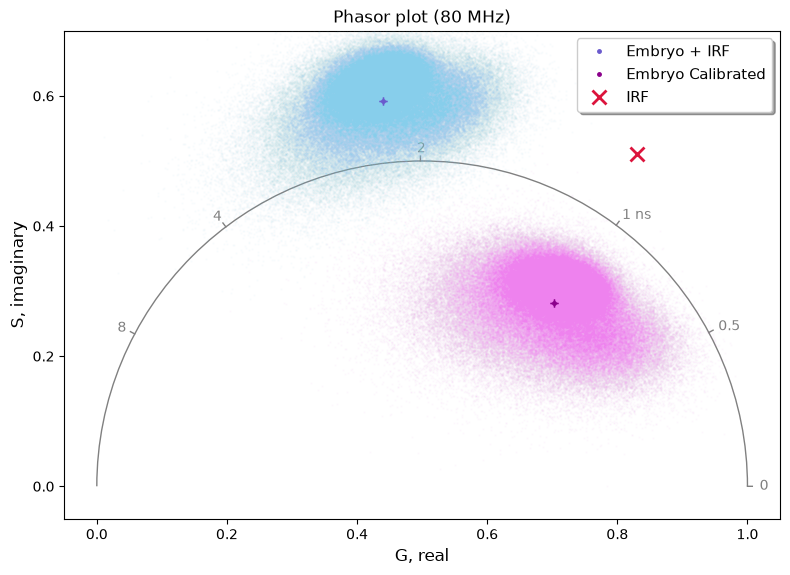 Phasor plot (80 MHz)
Embryo + IRF
Embryo Calibrated
IRF
S, imaginary
0.6
0.4
0.2
0.0
2
4
1 ns
8
0.5
0
0.0
0.2
0.4
0.6
0.8
1.0
G, real